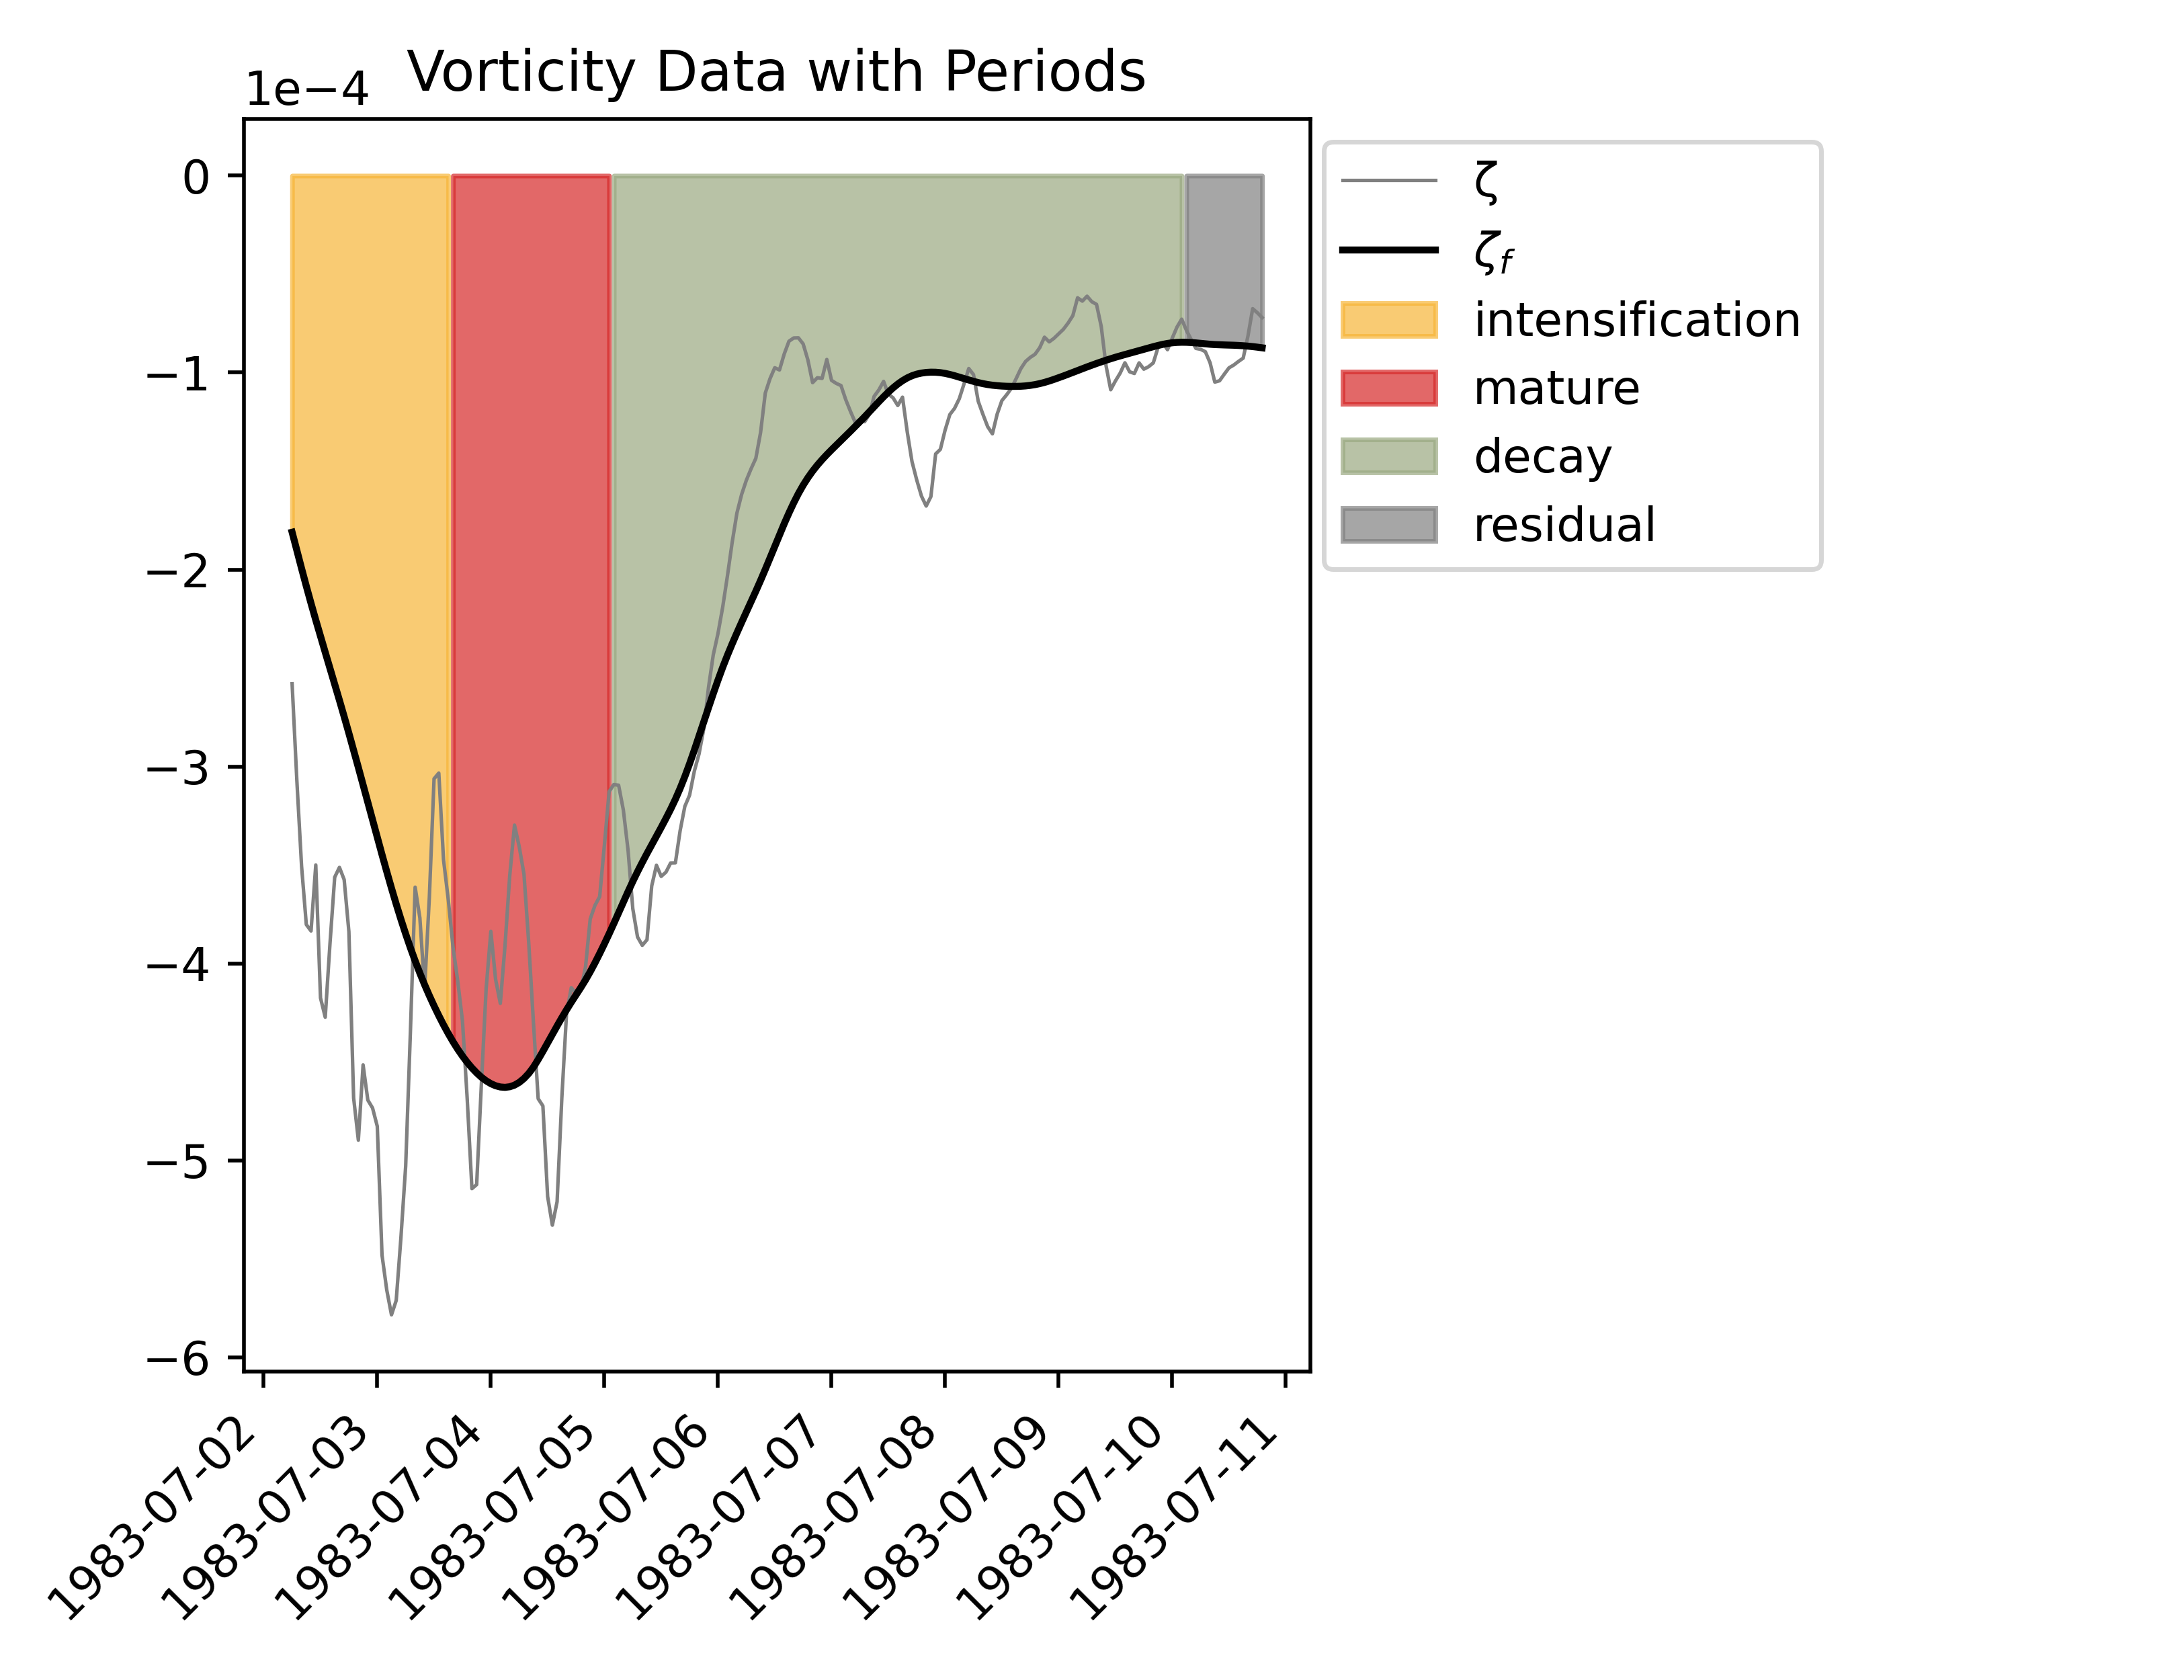 Vorticity Data with Periods
1e−4
0
−1
−2
−3
−4
−5
−6
1983-07-02
1983-07-03
1983-07-04
1983-07-05
1983-07-06
1983-07-07
1983-07-08
1983-07-09
1983-07-10
1983-07-11
ζ
ζf
intensification
mature
decay
residual